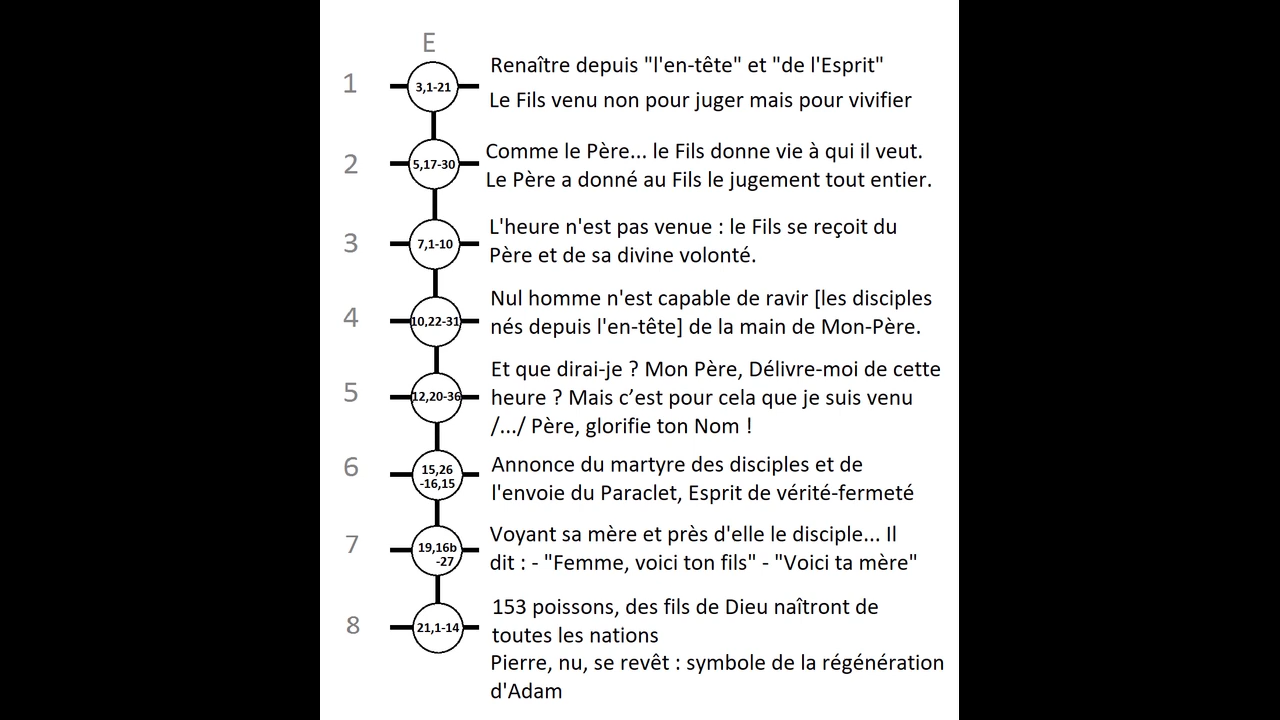 E
1
3,1-21
Renaître depuis "l'en-tête" et "de l'Esprit"
Le Fils venu non pour juger mais pour vivifier
2
5,17-30
Comme le Père... le Fils donne vie à qui il veut.
Le Père a donné au Fils le jugement tout entier.
3
7,1-10
L'heure n'est pas venue : le Fils se reçoit du
Père et de sa divine volonté.
4
10,22-31
Nul homme n'est capable de ravir [les disciples
nés depuis l'en-tête] de la main de Mon-Père.
5
12,20-36
Et que dirai-je ? Mon Père, Délivre-moi de cette
heure ? Mais c’est pour cela que je suis venu
/.../ Père, glorifie ton Nom !
6
15,26
-16,15
Annonce du martyre des disciples et de
l'envoie du Paraclet, Esprit de vérité-fermeté
7
19,16b
-27
Voyant sa mère et près d'elle le disciple... Il
dit : - "Femme, voici ton fils" - "Voici ta mère"
8
21,1-14
153 poissons, des fils de Dieu naîtront de
toutes les nations
Pierre, nu, se revêt : symbole de la régénération
d'Adam